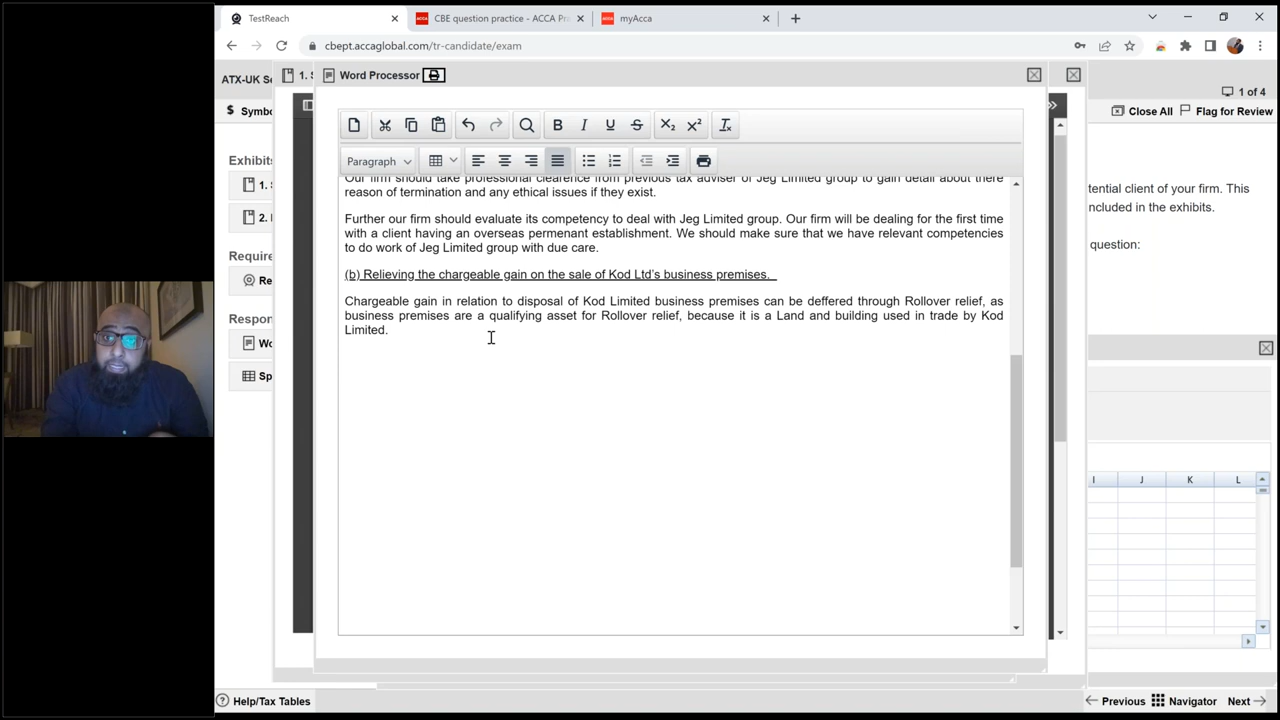 TestReach
CBE question practice - ACCA Pr
myAcca
cbept.accaglobal.com/tr-candidate/exam
ATX-UK Se
1. S
Word Processor
1 of 4
$ Symbo
Close All
Flag for Review
Exhibits
1. S
2.
Require
Re
Respon
Wo
Sp
Paragraph
Our firm should take professional clearence from previous tax adviser of Jeg Limited group to gain detail about there
reason of termination and any ethical issues if they exist.
Further our firm should evaluate its competency to deal with Jeg Limited group. Our firm will be dealing for the first time
with a client having an overseas permenant establishment. We should make sure that we have relevant competencies
to do work of Jeg Limited group with due care.
(b) Relieving the chargeable gain on the sale of Kod Ltd's business premises.
Chargeable gain in relation to disposal of Kod Limited business premises can be deffered through Rollover relief, as
business premises are a qualifying asset for Rollover relief, because it is a Land and building used in trade by Kod
Limited.
tential client of your firm. This
ncluded in the exhibits.
question:
I J K L
Help/Tax Tables
Previous
Navigator
Next